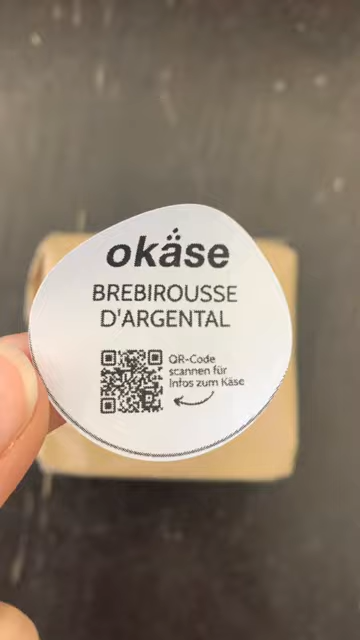 okäse
BREBIROUSSE
D'ARGENTAL
QR-Code
scannen für
Infos zum Käse